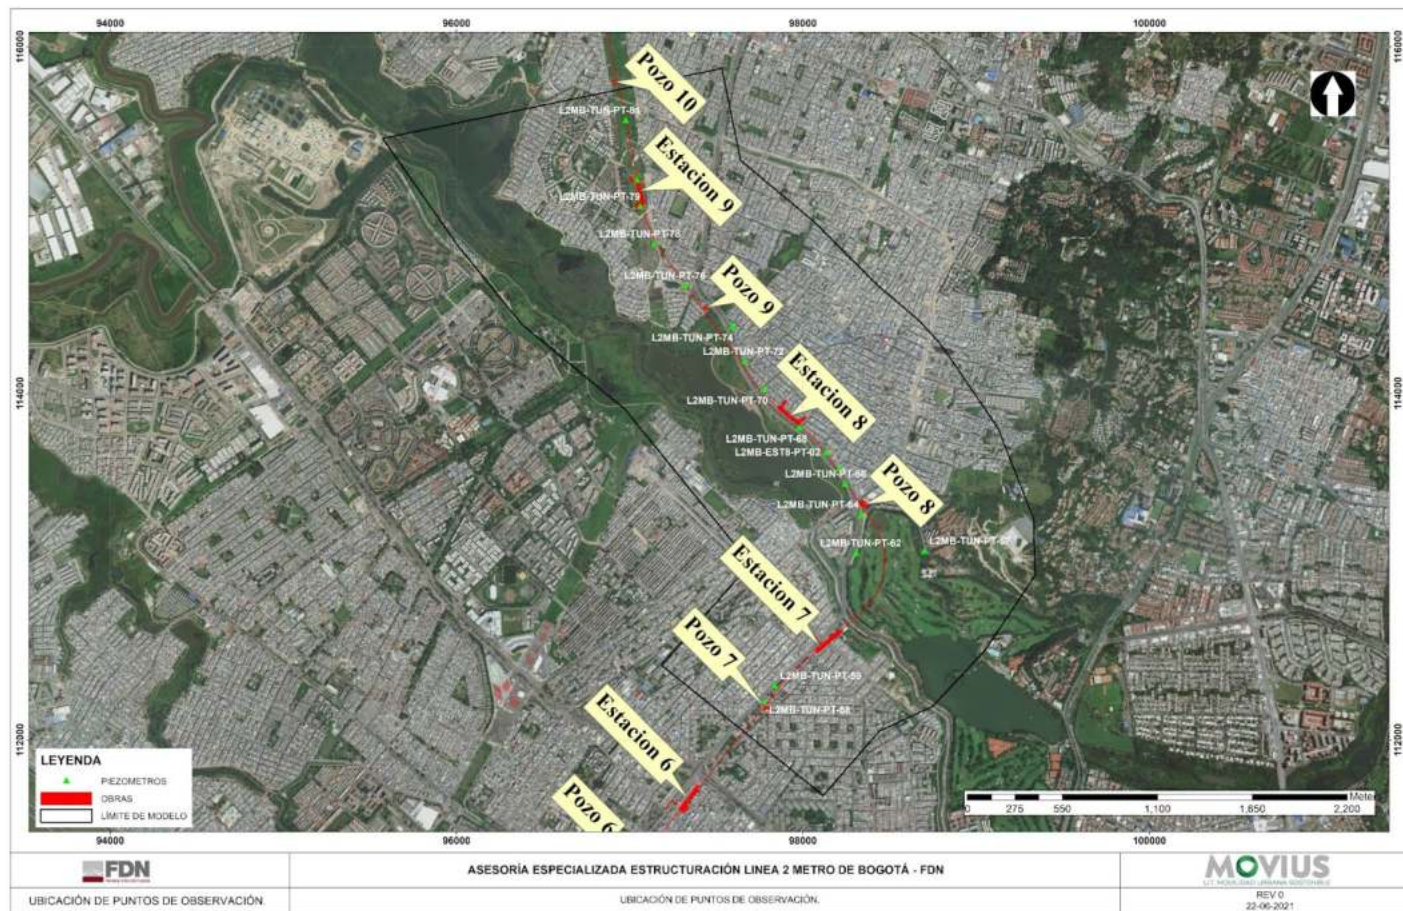 94000 96000 98000 100000
116000 116000
Pozo 10
Estacion 9
L2MB-TUN-PT-79
L2MB-TUN-PT-78
L2MB-TUN-PT-76
Pozo 9
L2MB-TUN-PT-74
L2MB-TUN-PT-72
114000 114000
L2MB-TUN-PT-70
Estacion 8
L2MB-TUN-PT-68
L2MB-EST8-PT-02
L2MB-TUN-PT-66
L2MB-TUN-PT-64
Pozo 8
L2MB-TUN-PT-62
Estacion 7
Pozo 7
L2MB-TUN-PT-59
L2MB-TUN-PT-58
112000 112000
Estacion 6
Pozo 6
LEYENDA
PIEZOMETROS
OBRAS
LÍMITE DE MODELO
0 275 550 1,100 1,650 2,200
94000 96000 98000 100000
FDN
ASESORÍA ESPECIALIZADA ESTRUCTURACIÓN LINEA 2 METRO DE BOGOTÁ - FDN
MOVIUS
U.T. MOVILIDAD URBANA SOSTENIBLE
UBICACIÓN DE PUNTOS DE OBSERVACIÓN.
UBICACIÓN DE PUNTOS DE OBSERVACIÓN.
REV 0
22-06-2021